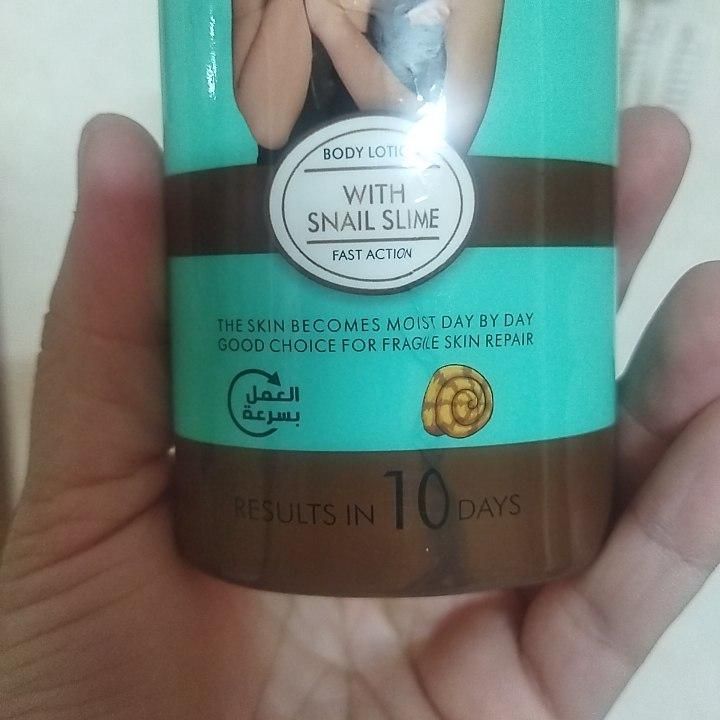 BODY LOTION
WITH
SNAIL SLIME
FAST ACTION
THE SKIN BECOMES MOIST DAY BY DAY
GOOD CHOICE FOR FRAGILE SKIN REPAIR
العمل
بسرعة
RESULTS IN 10 DAYS